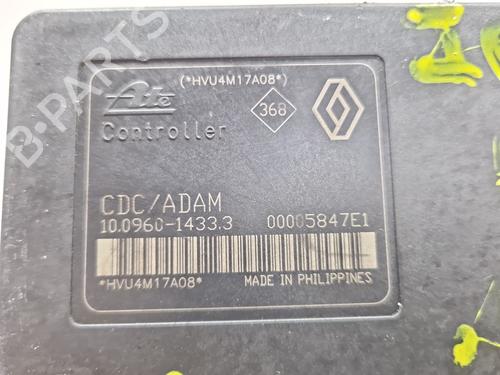 (*HVU4M17A08*)
Ate
368
Controller
CDC/ADAM
10.0960-1433.3 00005847E1
*HVU4M17A08*
MADE IN PHILIPPINES
B-PARTS